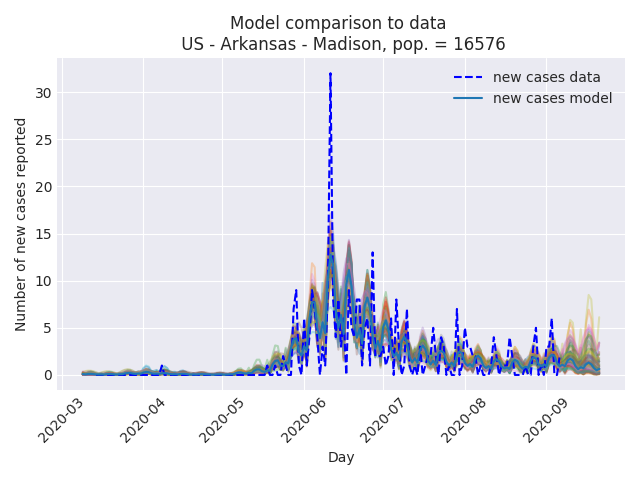 Model comparison to data
US - Arkansas - Madison, pop. = 16576
new cases data
new cases model
Number of new cases reported
30
25
20
15
10
5
0
2020-03
2020-04
2020-05
2020-06
2020-07
2020-08
2020-09
Day